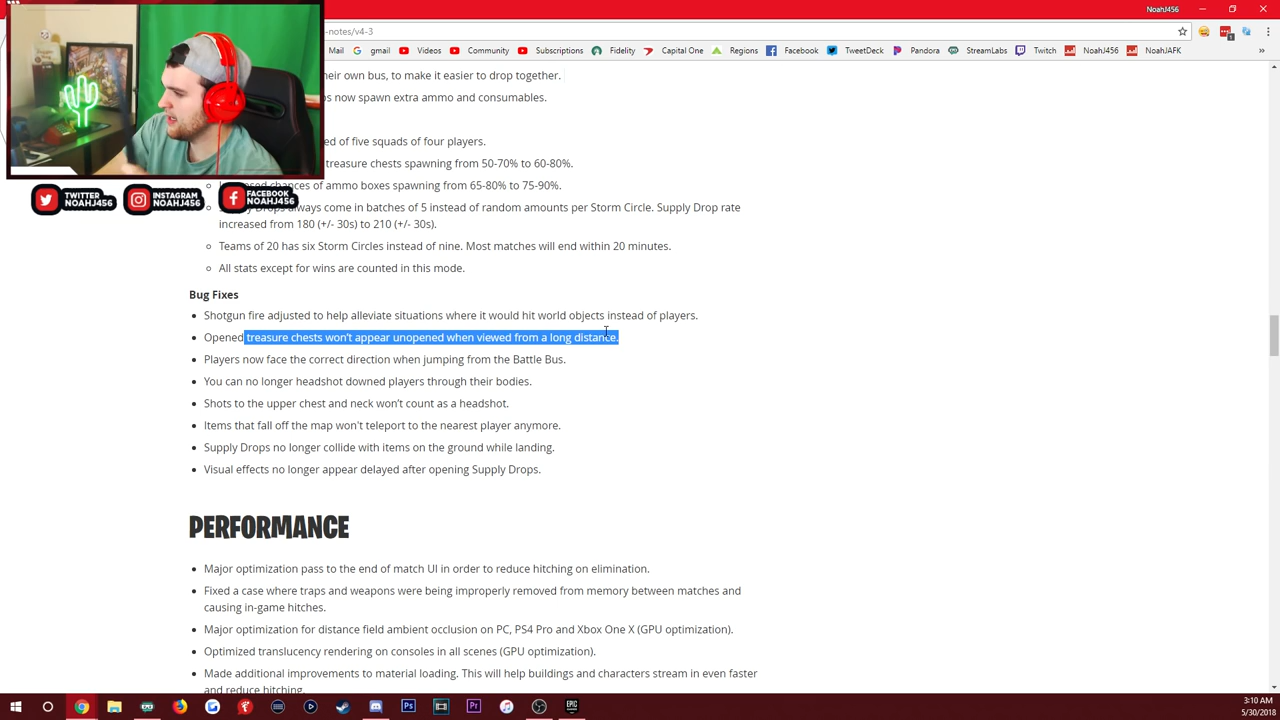 NoahJ456
-notes/v4-3
Mail gmail Videos Community Subscriptions Fidelity Capital One Regions Facebook TweetDeck Pandora StreamLabs Twitch NoahJ456 NoahJAFK »
heir own bus, to make it easier to drop together.
ps now spawn extra ammo and consumables.
ed of five squads of four players.
treasure chests spawning from 50-70% to 60-80%.
chances of ammo boxes spawning from 65-80% to 75-90%.
TWITTER
NOAHJ456
INSTAGRAM
NOAHJ456
FACEBOOK
NOAHJ456
Drops always come in batches of 5 instead of random amounts per Storm Circle. Supply Drop rate
increased from 180 (+/- 30s) to 210 (+/- 30s).
Teams of 20 has six Storm Circles instead of nine. Most matches will end within 20 minutes.
All stats except for wins are counted in this mode.
Bug Fixes
Shotgun fire adjusted to help alleviate situations where it would hit world objects instead of players.
Opened treasure chests won't appear unopened when viewed from a long distance.
Players now face the correct direction when jumping from the Battle Bus.
You can no longer headshot downed players through their bodies.
Shots to the upper chest and neck won't count as a headshot.
Items that fall off the map won't teleport to the nearest player anymore.
Supply Drops no longer collide with items on the ground while landing.
Visual effects no longer appear delayed after opening Supply Drops.
PERFORMANCE
Major optimization pass to the end of match UI in order to reduce hitching on elimination.
Fixed a case where traps and weapons were being improperly removed from memory between matches and
causing in-game hitches.
Major optimization for distance field ambient occlusion on PC, PS4 Pro and Xbox One X (GPU optimization).
Optimized translucency rendering on consoles in all scenes (GPU optimization).
Made additional improvements to material loading. This will help buildings and characters stream in even faster
and reduce hitching.
Ps
Pr
EPIC
3:10 AM
5/30/2018